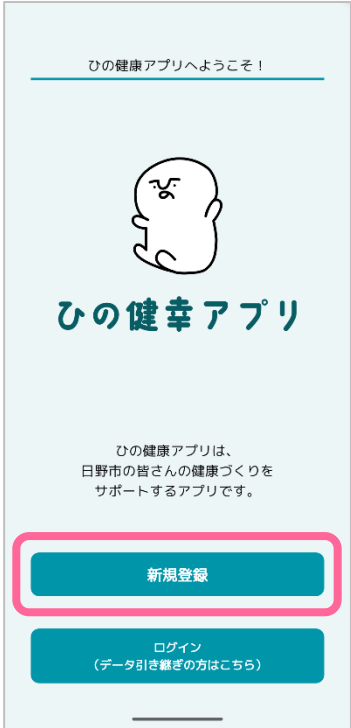 ひの健康アプリへようこそ！
ひの健幸アプリ
ひの健康アプリは、
日野市の皆さんの健康づくりを
サポートするアプリです。
新規登録
ログイン
（データ引き継ぎの方はこちら）